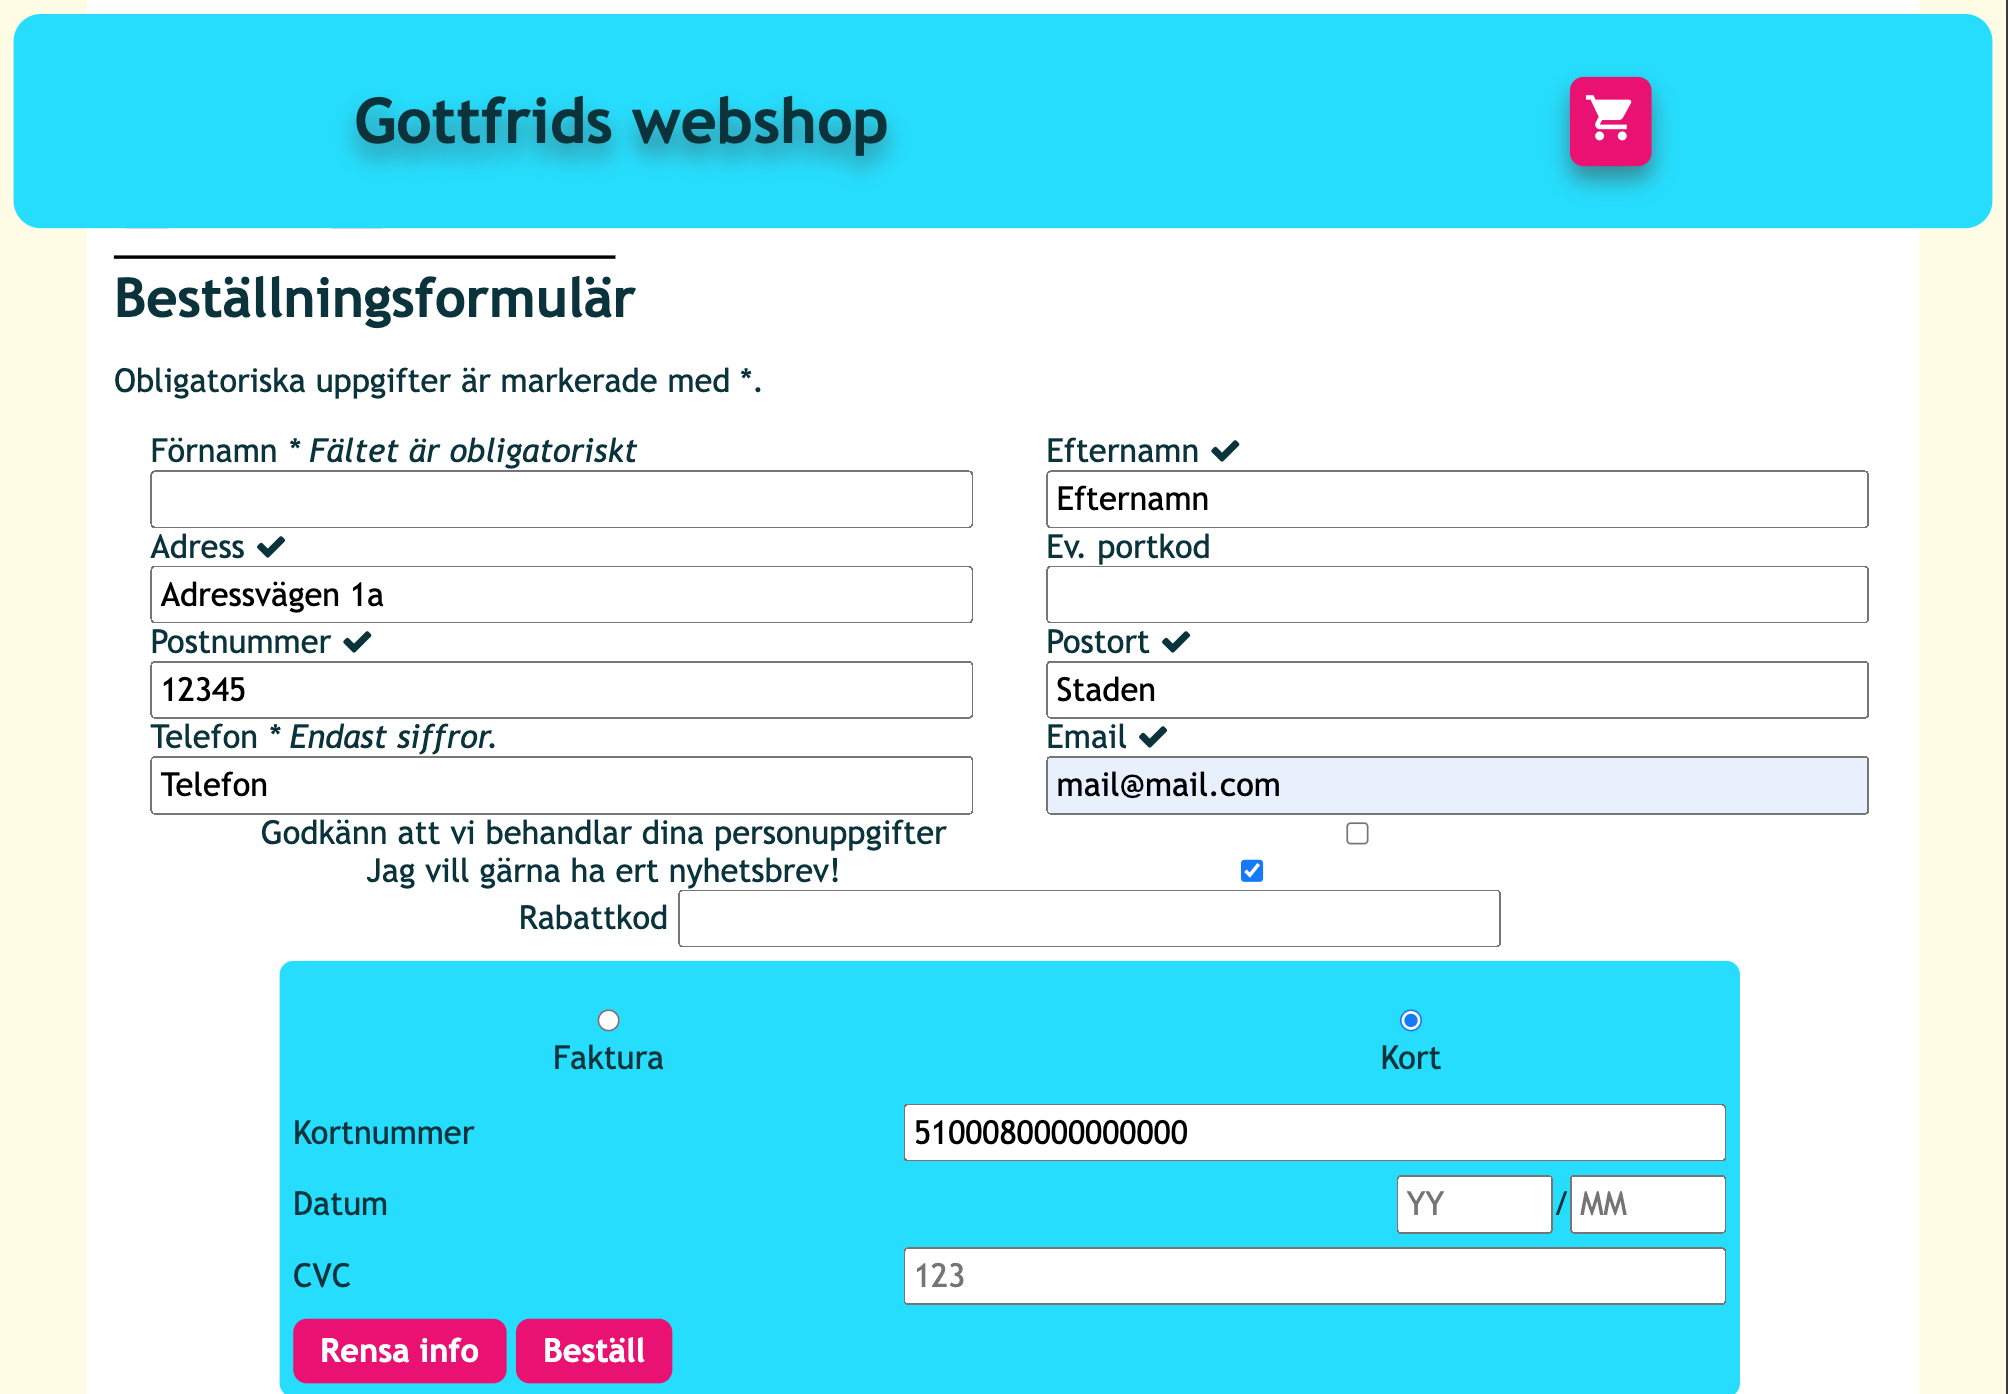 Gottfrids webshop
Beställningsformulär
Obligatoriska uppgifter är markerade med *.
Förnamn * Fältet är obligatoriskt
Efternamn
Efternamn
Adress
Ev. portkod
Adressvägen 1a
Postnummer
Postort
12345
Staden
Telefon * Endast siffror.
Email
Telefon
mail@mail.com
Godkänn att vi behandlar dina personuppgifter
Jag vill gärna ha ert nyhetsbrev!
Rabattkod
Faktura
Kort
Kortnummer
5100080000000000
Datum
YY / MM
CVC
123
Rensa info
Beställ